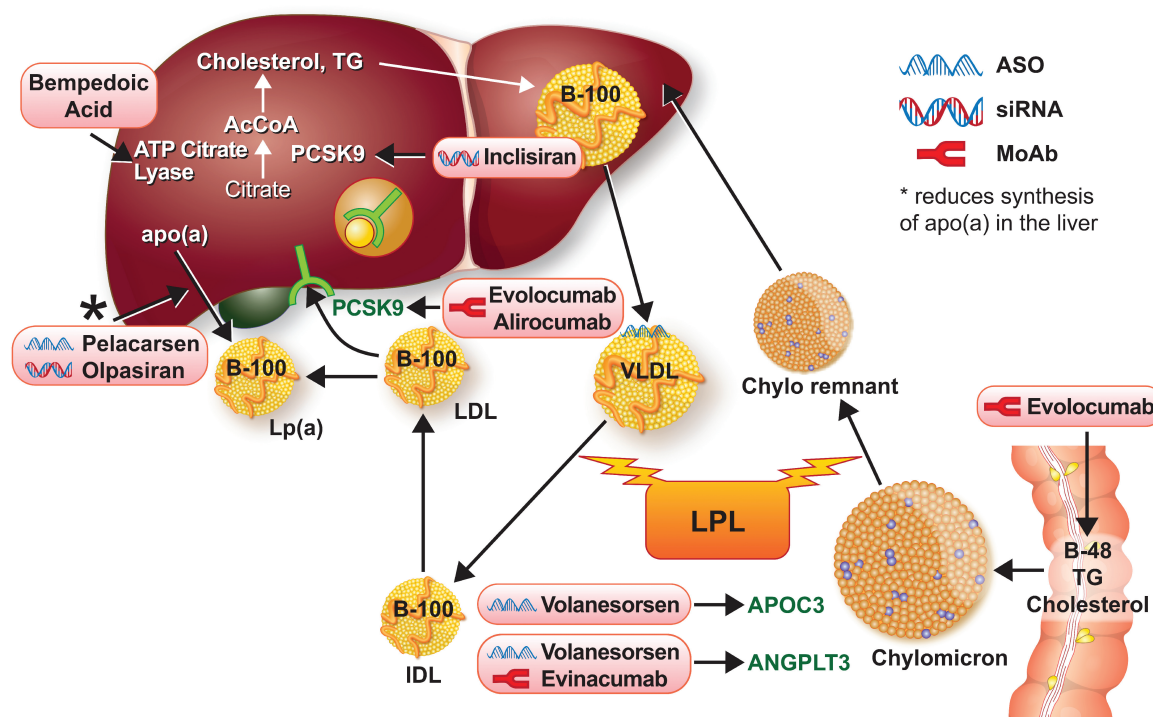 Cholesterol, TG
B-100
ASO
siRNA
MoAb
* reduces synthesis
of apo(a) in the liver
Bempedoic
Acid
AcCoA
ATP Citrate
Lyase
PCSK9
Inclisiran
Citrate
apo(a)
*
Pelacarsen
Olpasiran
PCSK9
Evolocumab
Alirocumab
B-100
Lp(a)
B-100
LDL
VLDL
Chylo remnant
Evolocumab
LPL
B-48
TG
Cholesterol
Chylomicron
B-100
IDL
Volanesorsen
APOC3
Volanesorsen
Evinacumab
ANGPLT3